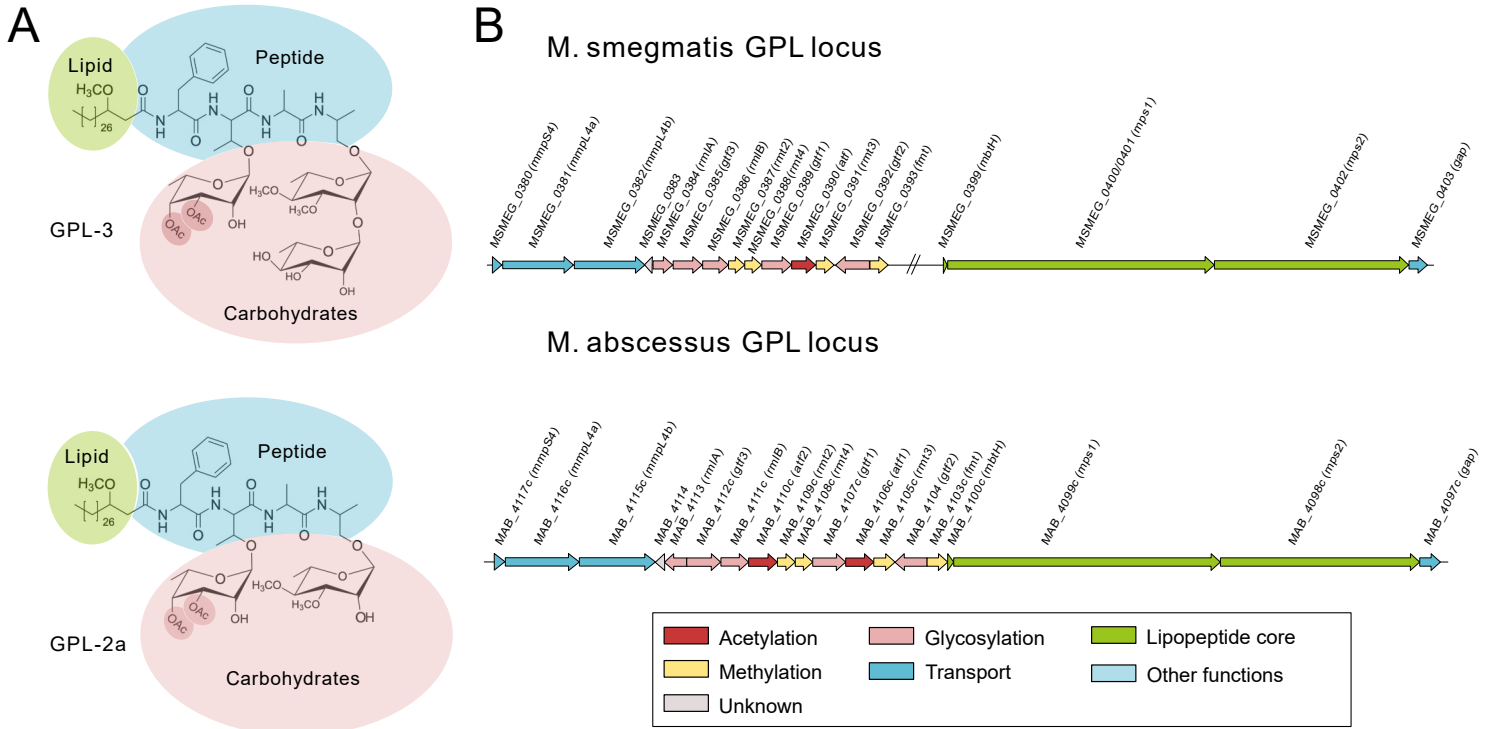 A
Lipid
Peptide
H₃CO
O
O
26
N
H
O
H
N
O
N
H
O
H
N
O
O
O
O
H₃CO
H₃CO
OAc
OAc
OH
O
O
HO
HO
OH
GPL-3
Carbohydrates
Lipid
Peptide
H₃CO
O
26
N
H
O
H
N
O
N
H
O
H
N
O
O
O
O
H₃CO
H₃CO
OAc
OAc
OH
OH
GPL-2a
Carbohydrates
B
M. smegmatis GPL locus
MSMEG_0380 (mmpS4)
MSMEG_0381 (mmpL4a)
MSMEG_0382 (mmpL4b)
MSMEG_0383
MSMEG_0384 (rmlA)
MSMEG_0385(gtf3)
MSMEG_0386 (rmlB)
MSMEG_0387(rmt2)
MSMEG_0388(rmt4)
MSMEG_0389(gtf1)
MSMEG_0390 (atf)
MSMEG_0391(rmt3)
MSMEG_0392(gtf2)
MSMEG_0393(fmt)
MSMEG_0399 (mbtH)
MSMEG_0400/0401 (mps1)
MSMEG_0402 (mps2)
MSMEG_0403 (gap)
M. abscessus GPL locus
MAB_4117c (mmpS4)
MAB_4116c (mmpL4a)
MAB_4115c (mmpL4b)
MAB_4114
MAB_4113 (rmlA)
MAB_4112c (gtf3)
MAB_4111c (rmlB)
MAB_4110c (atf2)
MAB_4109c (rmt2)
MAB_4108c (rmt4)
MAB_4107c (gtf1)
MAB_4106c (atf1)
MAB_4105c (rmt3)
MAB_4104 (gtf2)
MAB_4103c (fmt)
MAB_4100c (mbtH)
MAB_4099c (mps1)
MAB_4098c (mps2)
MAB_4097c (gap)
Acetylation
Glycosylation
Lipopeptide core
Methylation
Transport
Other functions
Unknown